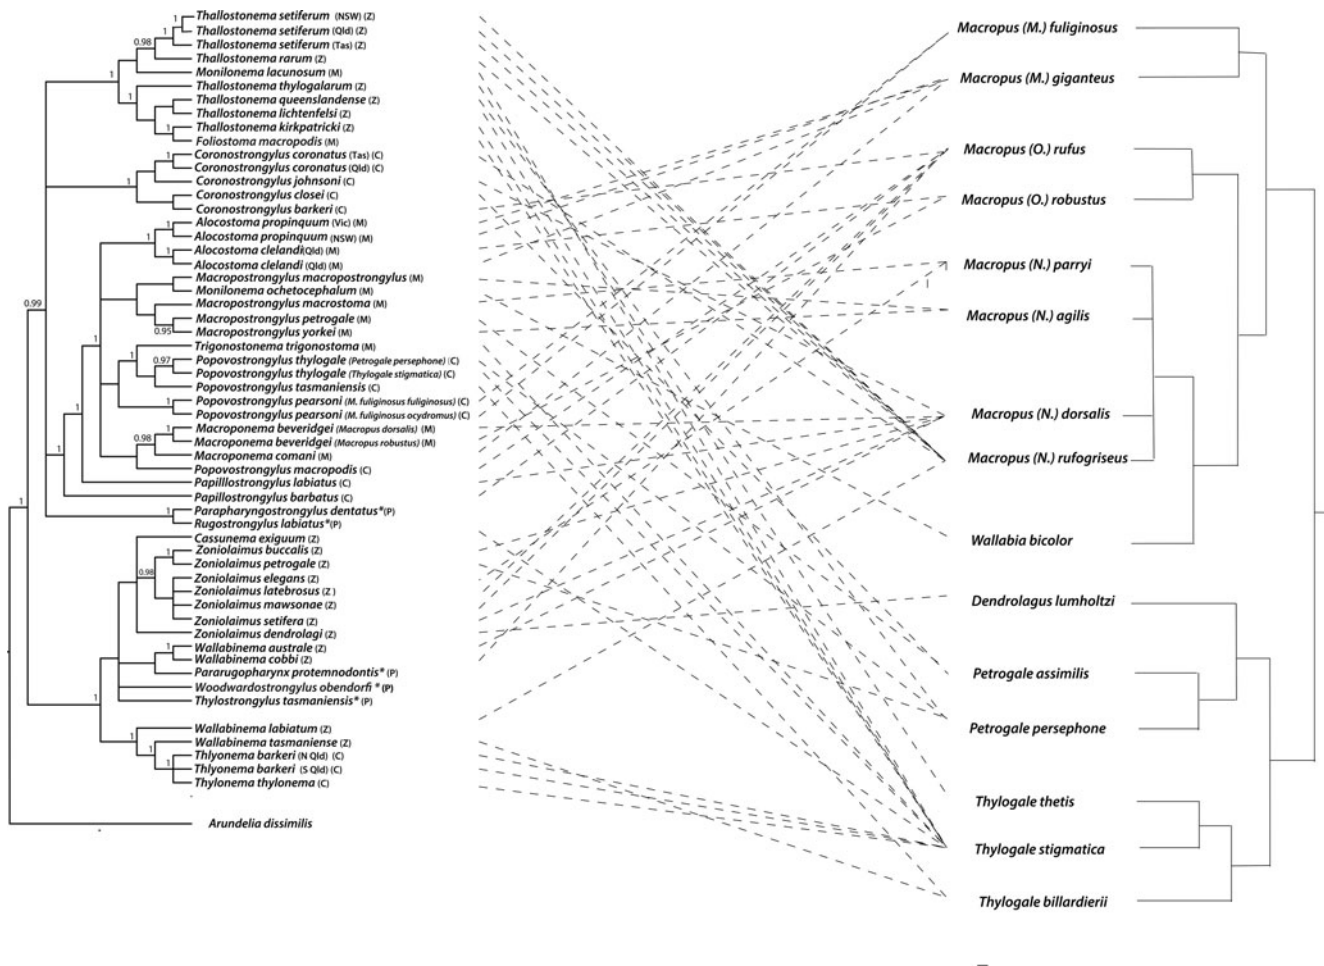 Thallostonema setiferum (NSW) (Z)
Thallostonema setiferum (Qld) (Z)
Thallostonema setiferum (Tas) (Z)
Thallostonema rarum (Z)
Monilonema lacunosum (M)
Thallostonema thylogalarum (Z)
Thallostonema queenslandense (Z)
Thallostonema lichtenfelsi (Z)
Thallostonema kirkpatricki (Z)
Foliostoma macropodis (M)
Coronostrongylus coronatus (Tas) (C)
Coronostrongylus coronatus (Qld) (C)
Coronostrongylus johnsoni (C)
Coronostrongylus closei (C)
Coronostrongylus barkeri (C)
Alocostoma propinquum (Vic) (M)
Alocostoma propinquum (NSW) (M)
Alocostoma clelandi(Qld) (M)
Alocostoma clelandi (Qld) (M)
Macropostrongylus macropostrongylus (M)
Monilonema ochetocephalum (M)
Macropostrongylus macrostoma (M)
Macropostrongylus petrogale (M)
Macropostrongylus yorkei (M)
Trigonostonema trigonostoma (M)
Popovostrongylus thylogale (Petrogale persephone) (C)
Popovostrongylus thylogale (Thylogale stigmatica) (C)
Popovostrongylus tasmaniensis (C)
Popovostrongylus pearsoni (M. fuliginosus fuliginosus) (C)
Popovostrongylus pearsoni (M. fuliginosus ocydromus) (C)
Macroponema beveridgei (Macropus dorsalis) (M)
Macroponema beveridgei (Macropus robustus) (M)
Macroponema comani (M)
Popovostrongylus macropodis (C)
Papilllostrongylus labiatus (C)
Papillostrongylus barbatus (C)
Parapharyngostrongylus dentatus*(P)
Rugostrongylus labiatus*(P)
Cassunema exiguum (Z)
Zoniolaimus buccalis (Z)
Zoniolaimus petrogale (Z)
Zoniolaimus elegans (Z)
Zoniolaimus latebrosus (Z )
Zoniolaimus mawsonae (Z)
Zoniolaimus setifera (Z)
Zoniolaimus dendrolagi (Z)
Wallabinema australe (Z)
Wallabinema cobbi (Z)
Pararugopharynx protemnodontis* (P)
Woodwardostrongylus obendorfi * (P)
Thylostrongylus tasmaniensis* (P)
Wallabinema labiatum (Z)
Wallabinema tasmaniense (Z)
Thlyonema barkeri (N Qld) (C)
Thlyonema barkeri (S Qld) (C)
Thylonema thylonema (C)
Arundelia dissimilis
1
1
0.98
1
1
1
1
1
1
1
1
1
0.99
1
0.95
1
0.97
1
0.98
1
1
1
1
0.98
1
1
1
1
1
Macropus (M.) fuliginosus
Macropus (M.) giganteus
Macropus (O.) rufus
Macropus (O.) robustus
Macropus (N.) parryi
Macropus (N.) agilis
Macropus (N.) dorsalis
Macropus (N.) rufogriseus
Wallabia bicolor
Dendrolagus lumholtzi
Petrogale assimilis
Petrogale persephone
Thylogale thetis
Thylogale stigmatica
Thylogale billardierii